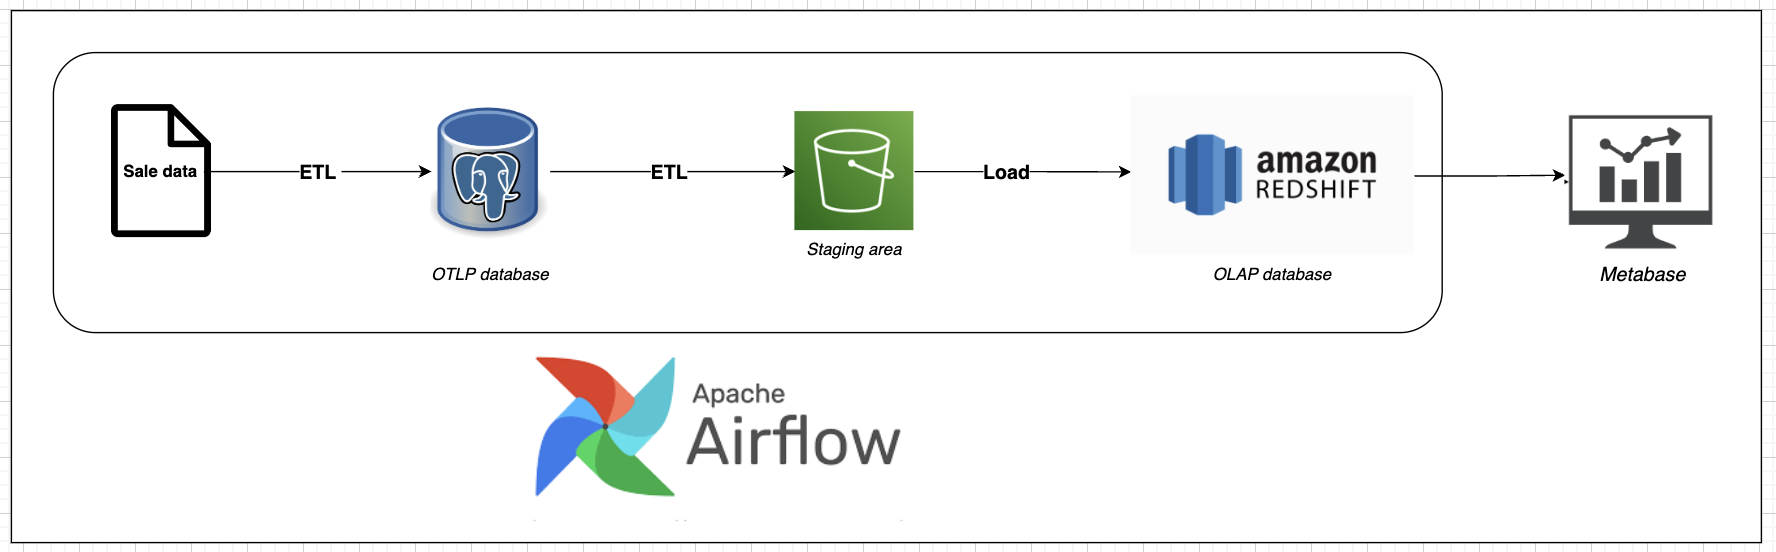 Sale data
ETL
ETL
Load
amazon
REDSHIFT
Staging area
OTLP database
OLAP database
Metabase
Apache
Airflow